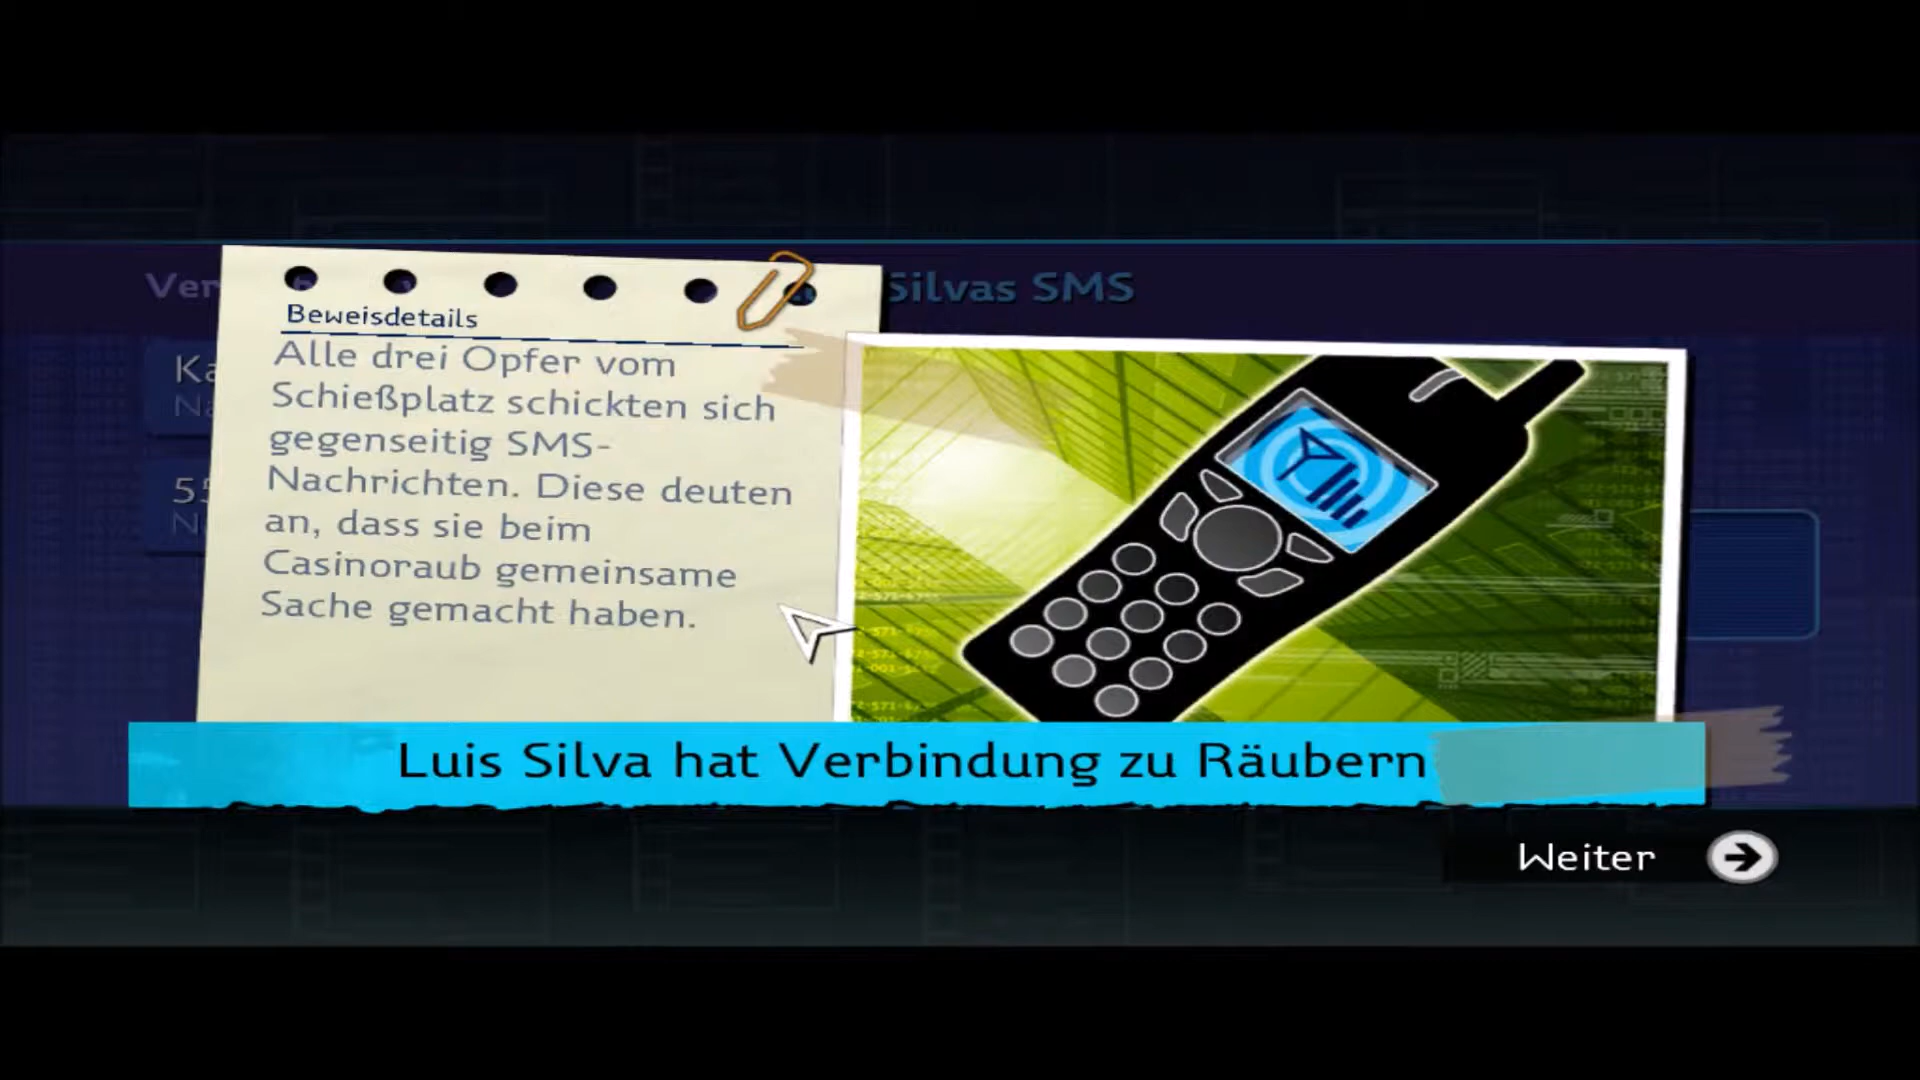 Silvas SMS
Beweisdetails
Alle drei Opfer vom
Schießplatz schickten sich
gegenseitig SMS-
Nachrichten. Diese deuten
an, dass sie beim
Casinoraub gemeinsame
Sache gemacht haben.
Luis Silva hat Verbindung zu Räubern
Weiter